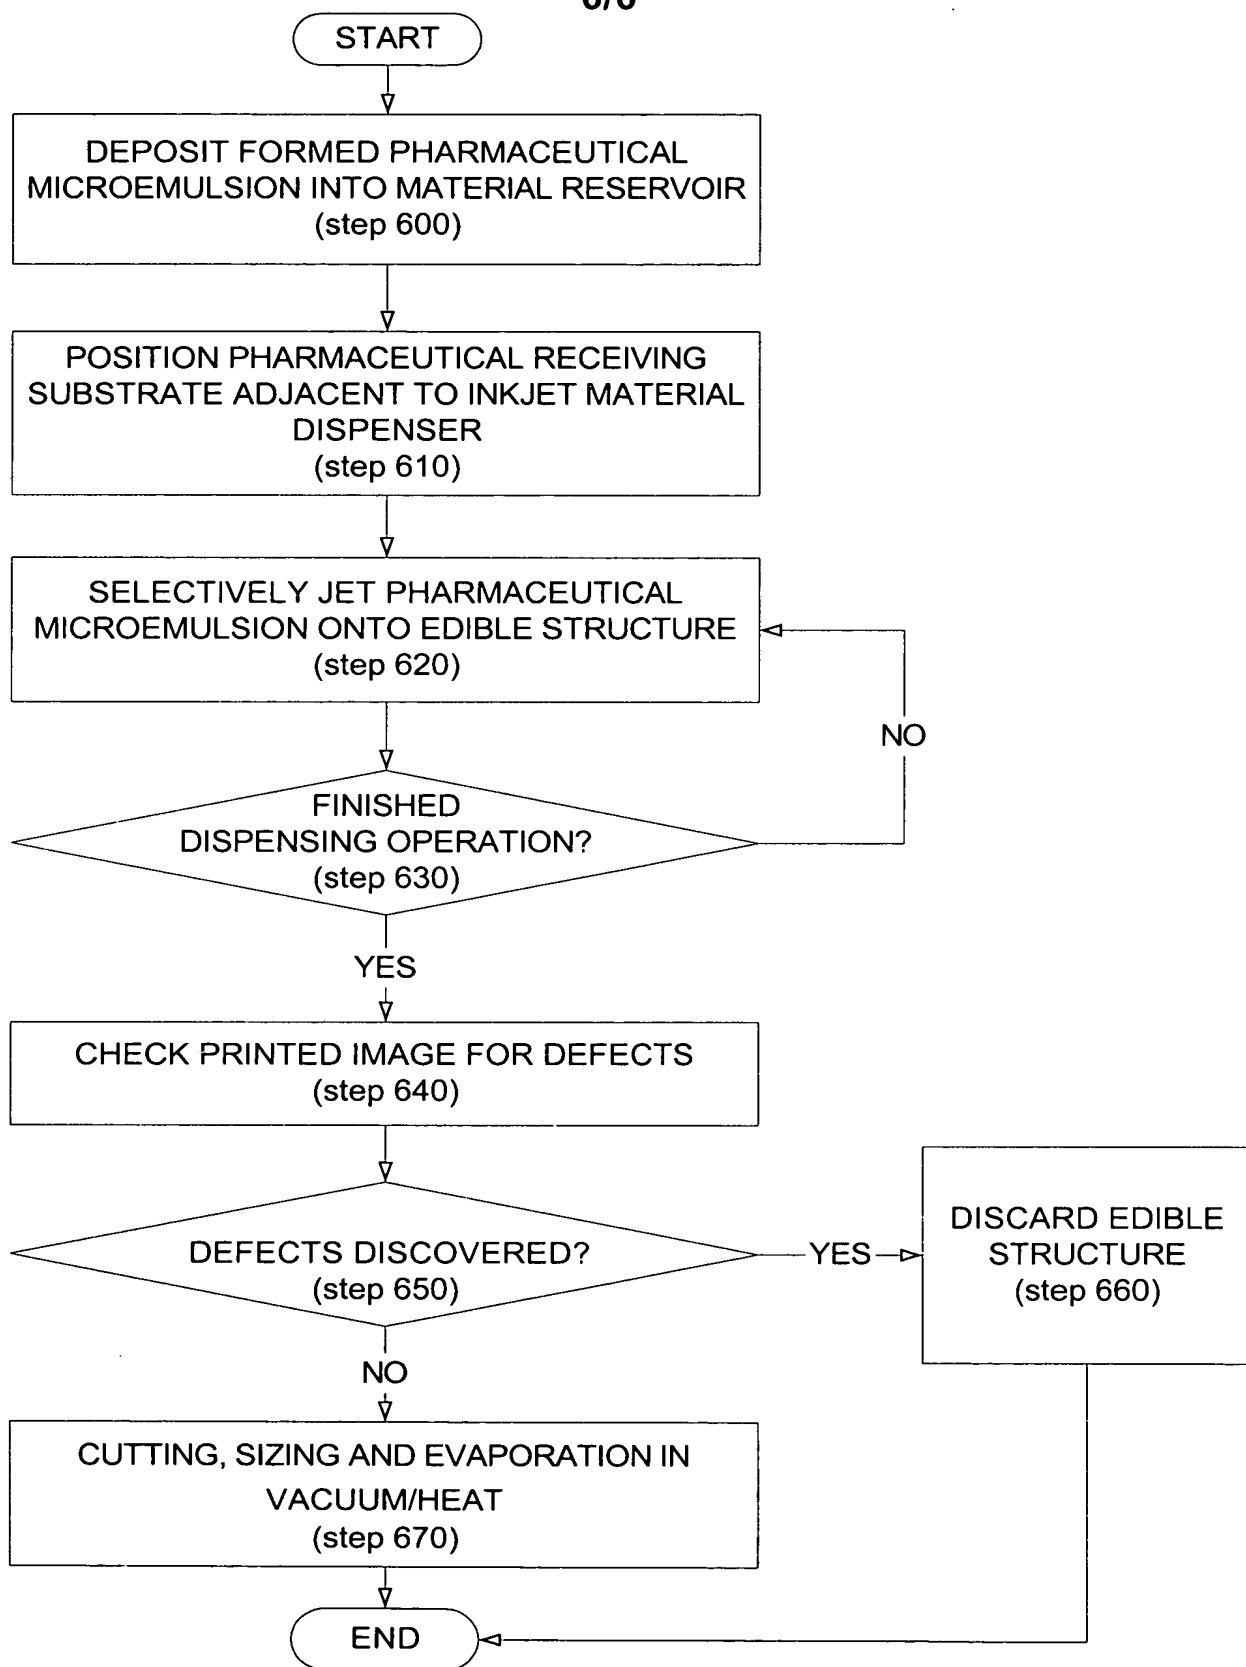 6/6
START
DEPOSIT FORMED PHARMACEUTICAL
MICROEMULSION INTO MATERIAL RESERVOIR
(step 600)
POSITION PHARMACEUTICAL RECEIVING
SUBSTRATE ADJACENT TO INKJET MATERIAL
DISPENSER
(step 610)
SELECTIVELY JET PHARMACEUTICAL
MICROEMULSION ONTO EDIBLE STRUCTURE
(step 620)
NO
FINISHED
DISPENSING OPERATION?
(step 630)
YES
CHECK PRINTED IMAGE FOR DEFECTS
(step 640)
DEFECTS DISCOVERED?
(step 650)
YES
DISCARD EDIBLE
STRUCTURE
(step 660)
NO
CUTTING, SIZING AND EVAPORATION IN
VACUUM/HEAT
(step 670)
END